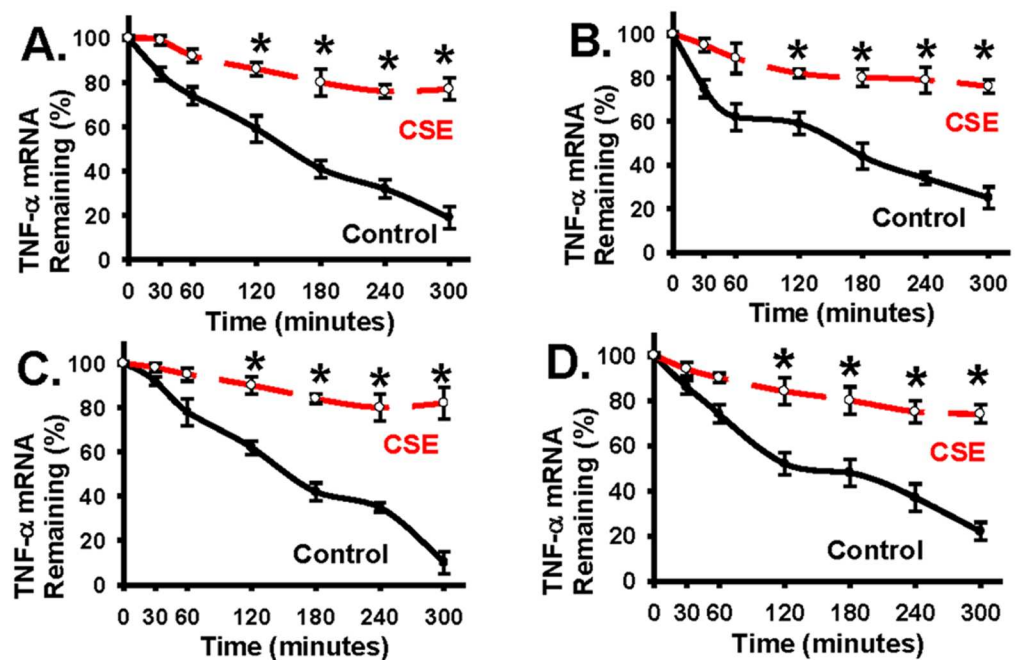 A.
TNF-α mRNA
Remaining (%)
100
80
60
40
20
0
* * * *
CSE
Control
0 30 60 120 180 240 300
Time (minutes)
B.
TNF-α mRNA
Remaining (%)
100
80
60
40
20
0
* * * *
CSE
Control
0 30 60 120 180 240 300
Time (minutes)
C.
TNF-α mRNA
Remaining (%)
100
80
60
40
20
0
* * * *
CSE
Control
0 30 60 120 180 240 300
Time (minutes)
D.
TNF-α mRNA
Remaining (%)
100
80
60
40
20
0
* * * *
CSE
Control
0 30 60 120 180 240 300
Time (minutes)